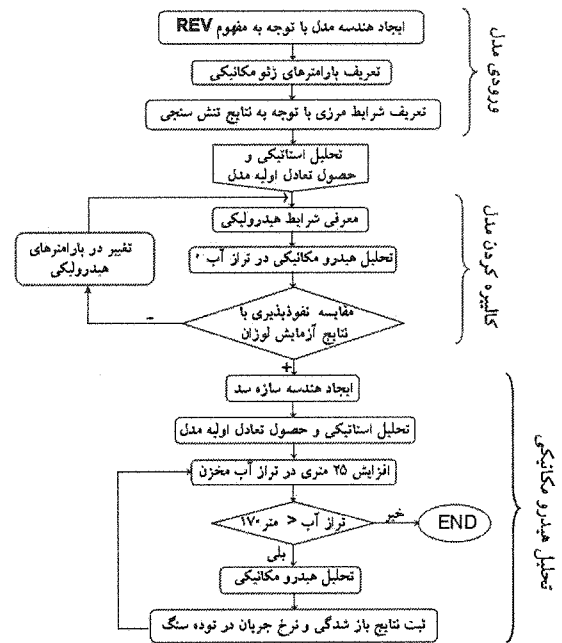 ایجاد هندسه مدل با توجه به مفهوم REV
تعریف پارامترهای ژئو مکانیکی
تعریف شرایط مرزی با توجه به نتایج تنش سنجی
ورودی مدل
تحلیل استاتیکی و
حصول تعادل اولیه مدل
معرفی شرایط هیدرولیکی
تحلیل هیدرو مکانیکی در تراز آب ۰
تغییر در پارامترهای
هیدرولیکی
مقایسه نفوذپذیری با
نتایج آزمایش لوژان
-
+
کالیبره کردن مدل
ایجاد هندسه سازه سد
تحلیل استاتیکی و حصول تعادل اولیه مدل
افزایش ۲۵ متری در تراز آب مخزن
تراز آب < متر ۱۷۰
خیر
END
بلی
تحلیل هیدرو مکانیکی
ثبت نتایج باز شدگی و نرخ جریان در توده سنگ
تحلیل هیدرو مکانیکی